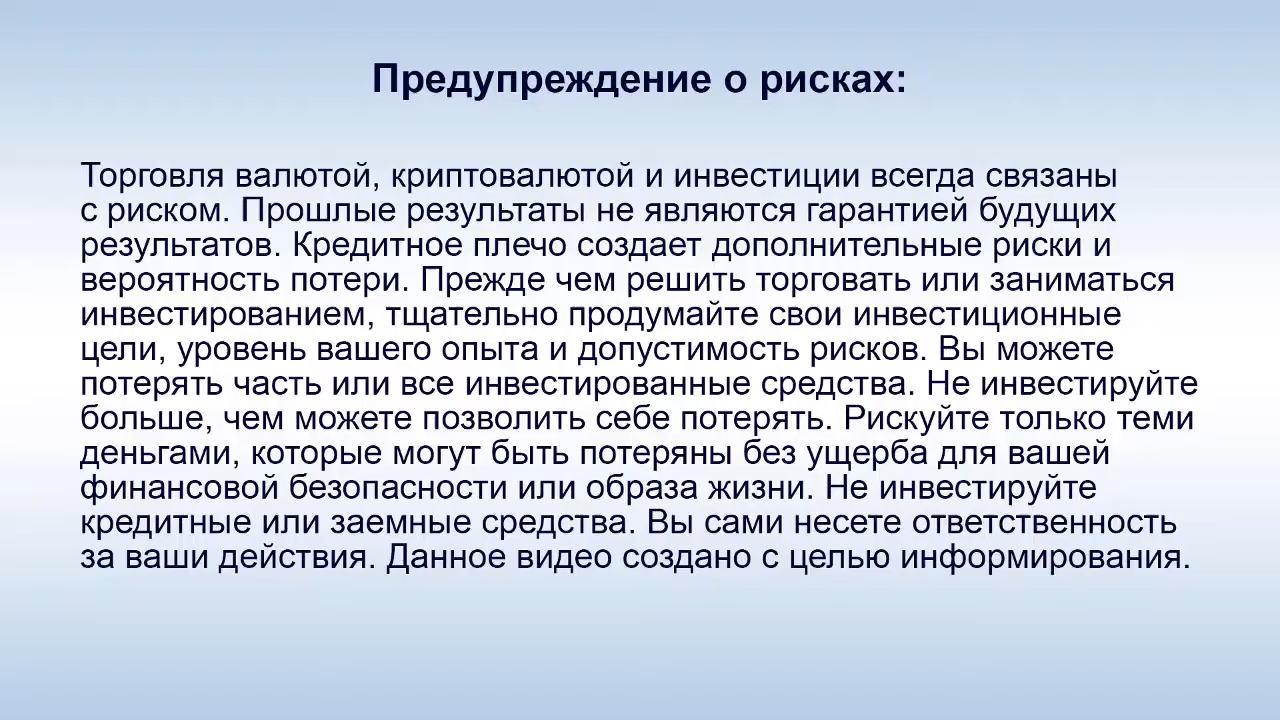 Предупреждение о рисках:
Торговля валютой, криптовалютой и инвестиции всегда связаны
с риском. Прошлые результаты не являются гарантией будущих
результатов. Кредитное плечо создает дополнительные риски и
вероятность потери. Прежде чем решить торговать или заниматься
инвестированием, тщательно продумайте свои инвестиционные
цели, уровень вашего опыта и допустимость рисков. Вы можете
потерять часть или все инвестированные средства. Не инвестируйте
больше, чем можете позволить себе потерять. Рискуйте только теми
деньгами, которые могут быть потеряны без ущерба для вашей
финансовой безопасности или образа жизни. Не инвестируйте
кредитные или заемные средства. Вы сами несете ответственность
за ваши действия. Данное видео создано с целью информирования.